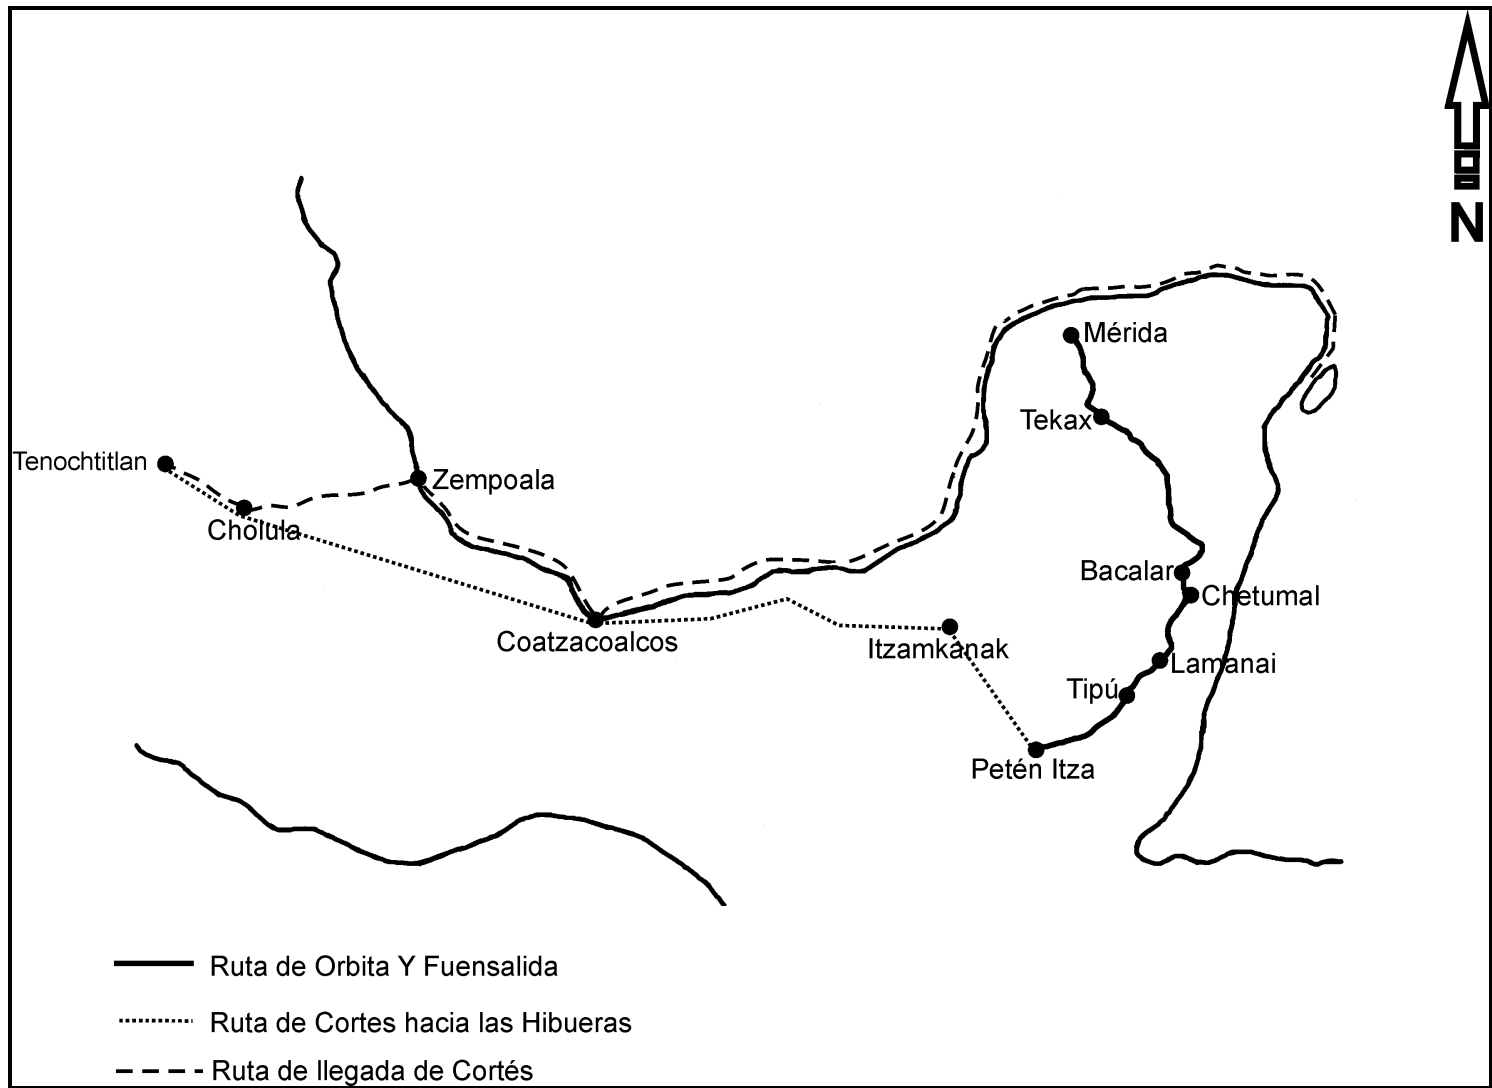 N
Mérida
Tekax
Tenochtitlan
Zempoala
Cholula
Bacalar
Chetumal
Coatzacoalcos
Itzamkanak
Lamanai
Tipú
Petén Itza
Ruta de Orbita Y Fuensalida
Ruta de Cortes hacia las Hibueras
Ruta de llegada de Cortés